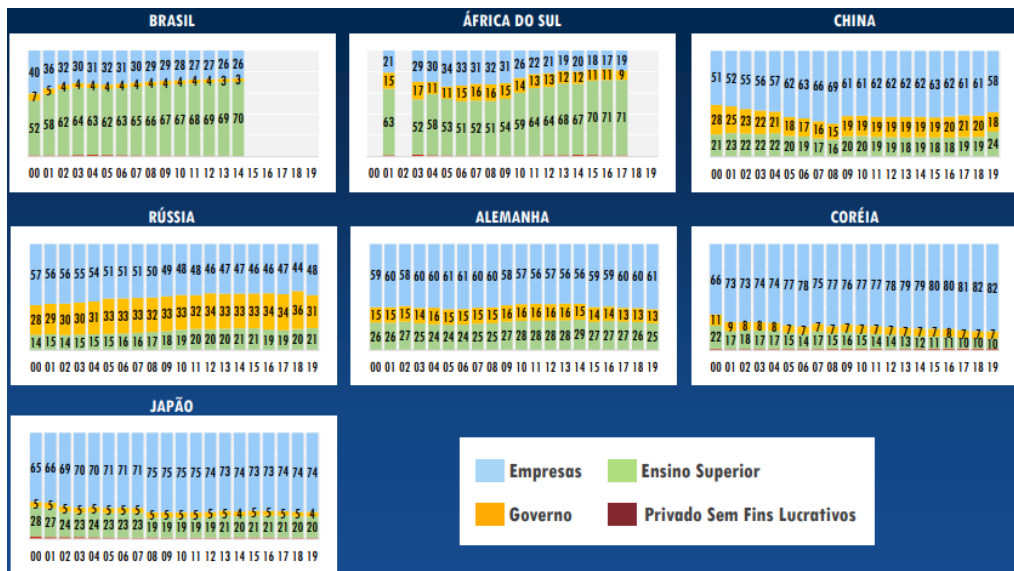 BRASIL
40 36 32 30 31 32 31 30 29 29 28 27 27 26 26
7 5 4 4 4 4 4 4 4 4 4 4 4 3 3
52 58 62 64 63 62 63 65 66 67 67 68 69 69 70
00 01 02 03 04 05 06 07 08 09 10 11 12 13 14 15 16 17 18 19
ÁFRICA DO SUL
21 29 30 34 33 31 32 31 26 22 21 19 20 18 17 19
15 17 11 11 15 16 16 15 14 13 13 12 12 11 11 9
63 52 58 53 51 52 51 54 59 64 64 68 67 70 71 71
00 01 02 03 04 05 06 07 08 09 10 11 12 13 14 15 16 17 18 19
CHINA
51 52 55 56 57 62 63 66 69 61 61 62 62 62 62 63 62 61 61 58
28 25 23 22 21 18 17 16 15 19 19 19 19 19 19 19 20 21 20 18
21 23 22 22 22 20 19 17 16 20 20 19 19 18 19 18 18 19 19 24
00 01 02 03 04 05 06 07 08 09 10 11 12 13 14 15 16 17 18 19
RÚSSIA
57 56 56 55 54 51 51 51 50 49 48 48 46 47 47 46 46 47 44 48
28 29 30 30 31 33 33 33 32 33 33 32 34 33 33 33 34 34 36 31
14 15 14 15 15 15 16 16 17 18 19 20 20 20 21 21 19 19 20 21
00 01 02 03 04 05 06 07 08 09 10 11 12 13 14 15 16 17 18 19
ALEMANHA
59 60 58 60 60 61 61 60 60 58 57 56 57 56 56 59 59 60 60 61
15 15 15 14 16 15 15 15 15 16 16 16 16 16 15 14 14 13 13 13
26 26 27 25 24 24 24 25 25 27 28 28 28 28 29 27 27 27 26 25
00 01 02 03 04 05 06 07 08 09 10 11 12 13 14 15 16 17 18 19
CORÉIA
66 73 73 74 74 77 78 75 77 76 76 77 77 78 79 79 80 80 81 82 82
11 9 8 8 8 7 7 7 7 7 7 7 7 7 7 7 8 7 7 7
22 17 18 17 17 15 14 17 15 16 15 14 14 13 12 11 11 10 10 10
00 01 02 03 04 05 06 07 08 09 10 11 12 13 14 15 16 17 18 19
JAPÃO
65 66 69 70 70 71 71 71 75 75 75 75 74 73 74 73 73 74 74 74
5 5 5 5 5 5 5 5 5 5 5 5 5 4 5 5 5 5 5 4
28 27 24 23 24 23 23 23 19 19 19 19 19 21 20 21 21 21 20 20
00 01 02 03 04 05 06 07 08 09 10 11 12 13 14 15 16 17 18 19
Empresas
Ensino Superior
Governo
Privado Sem Fins Lucrativos